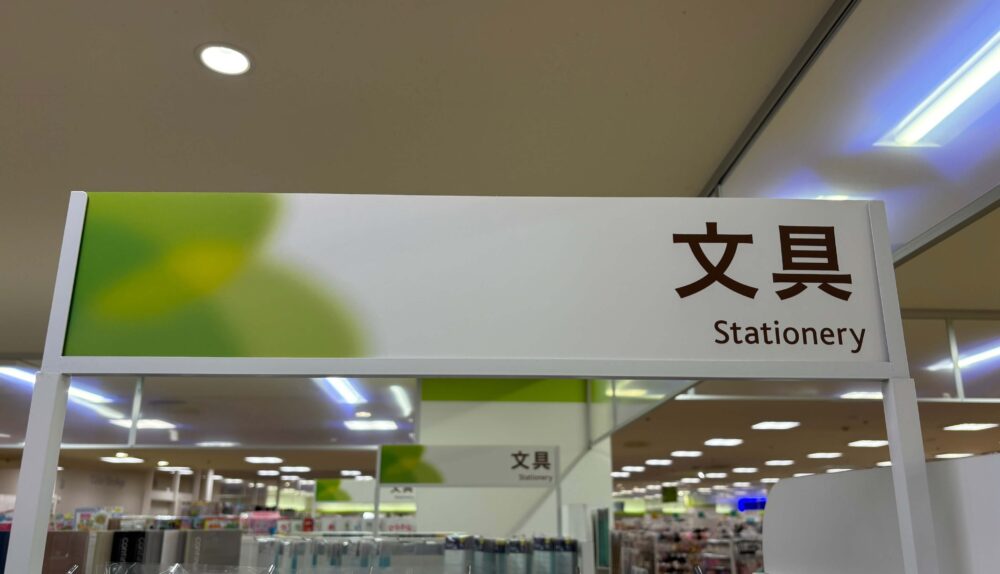 文具
Stationery
文具
Stationery